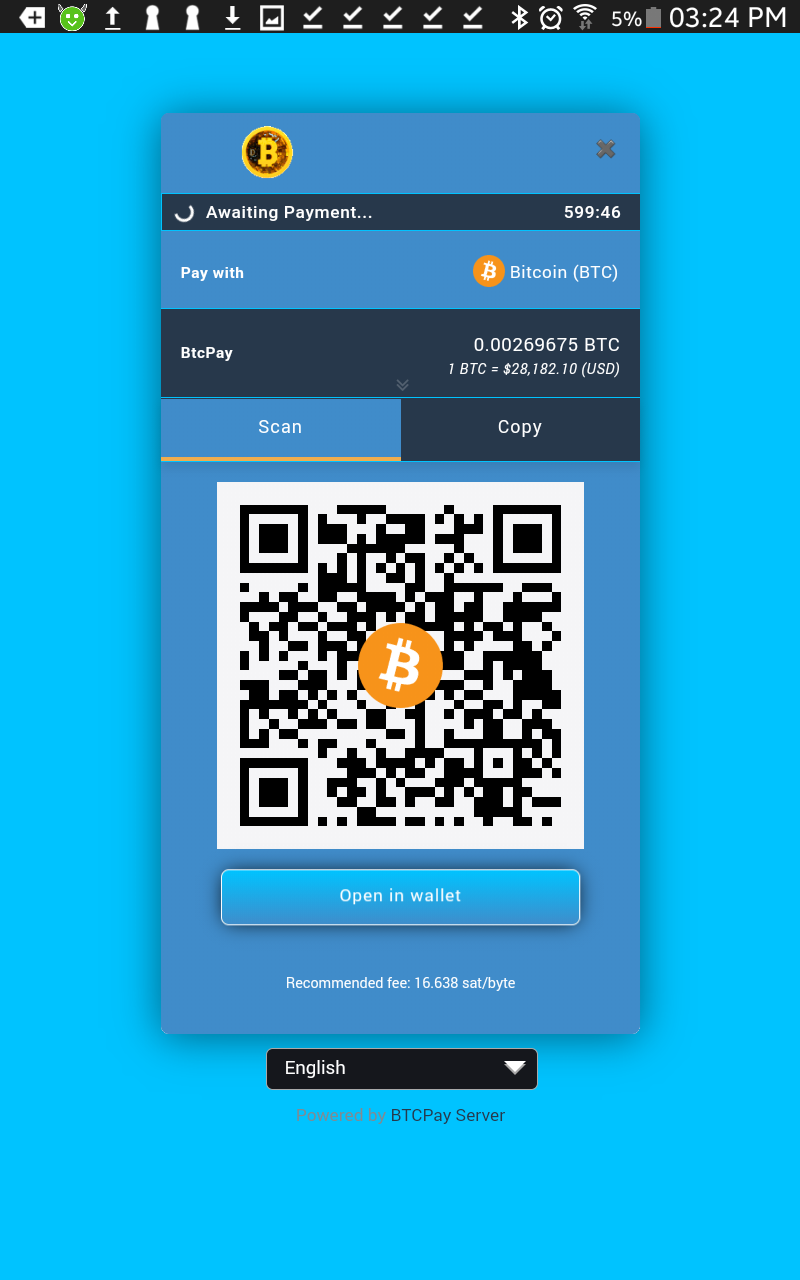 5% 03:24 PM
Awaiting Payment... 599:46
Pay with Bitcoin (BTC)
BtcPay 0.00269675 BTC
1 BTC = $28,182.10 (USD)
Scan Copy
Open in wallet
Recommended fee: 16.638 sat/byte
English
Powered by BTCPay Server